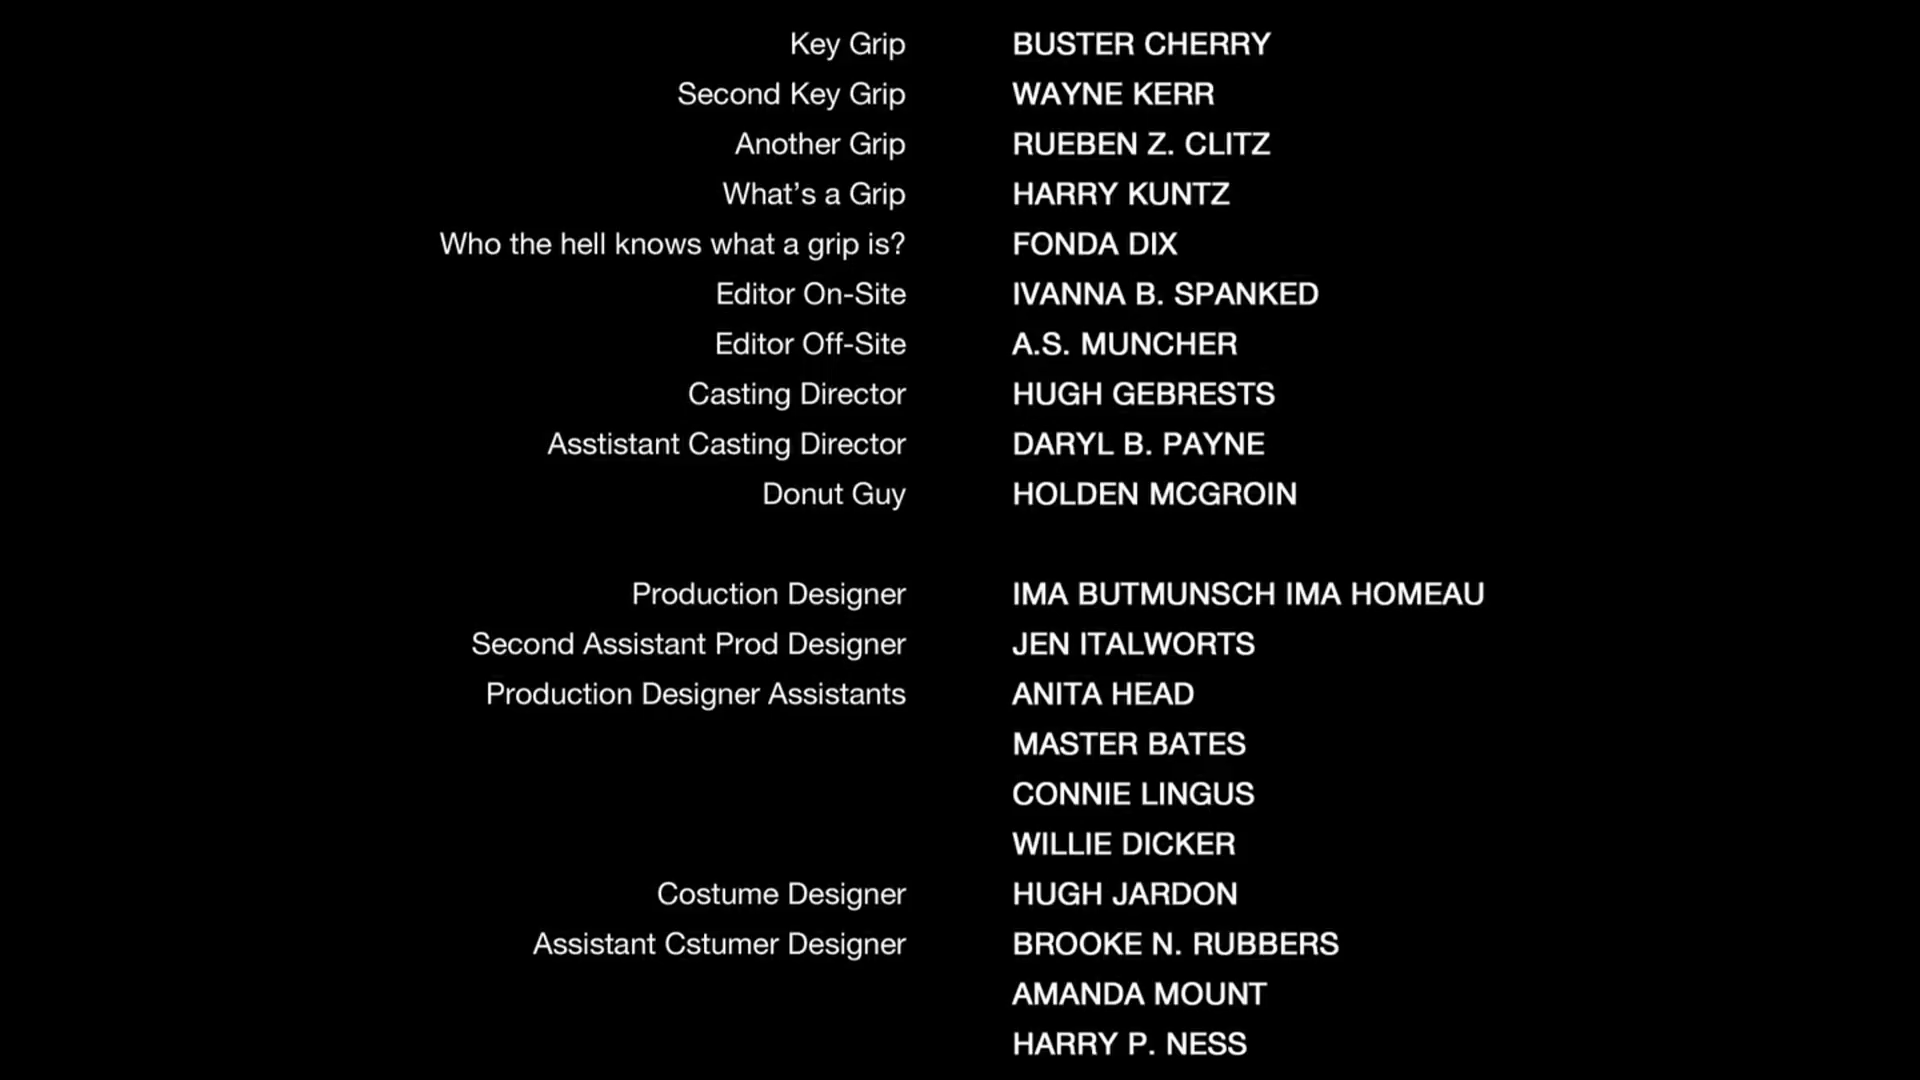 Key Grip BUSTER CHERRY
Second Key Grip WAYNE KERR
Another Grip RUEBEN Z. CLITZ
What’s a Grip HARRY KUNTZ
Who the hell knows what a grip is? FONDA DIX
Editor On-Site IVANNA B. SPANKED
Editor Off-Site A.S. MUNCHER
Casting Director HUGH GEBRESTS
Asstistant Casting Director DARYL B. PAYNE
Donut Guy HOLDEN MCGROIN
Production Designer IMA BUTMUNSCH IMA HOMEAU
Second Assistant Prod Designer JEN ITALWORTS
Production Designer Assistants ANITA HEAD
MASTER BATES
CONNIE LINGUS
WILLIE DICKER
Costume Designer HUGH JARDON
Assistant Cstumer Designer BROOKE N. RUBBERS
AMANDA MOUNT
HARRY P. NESS